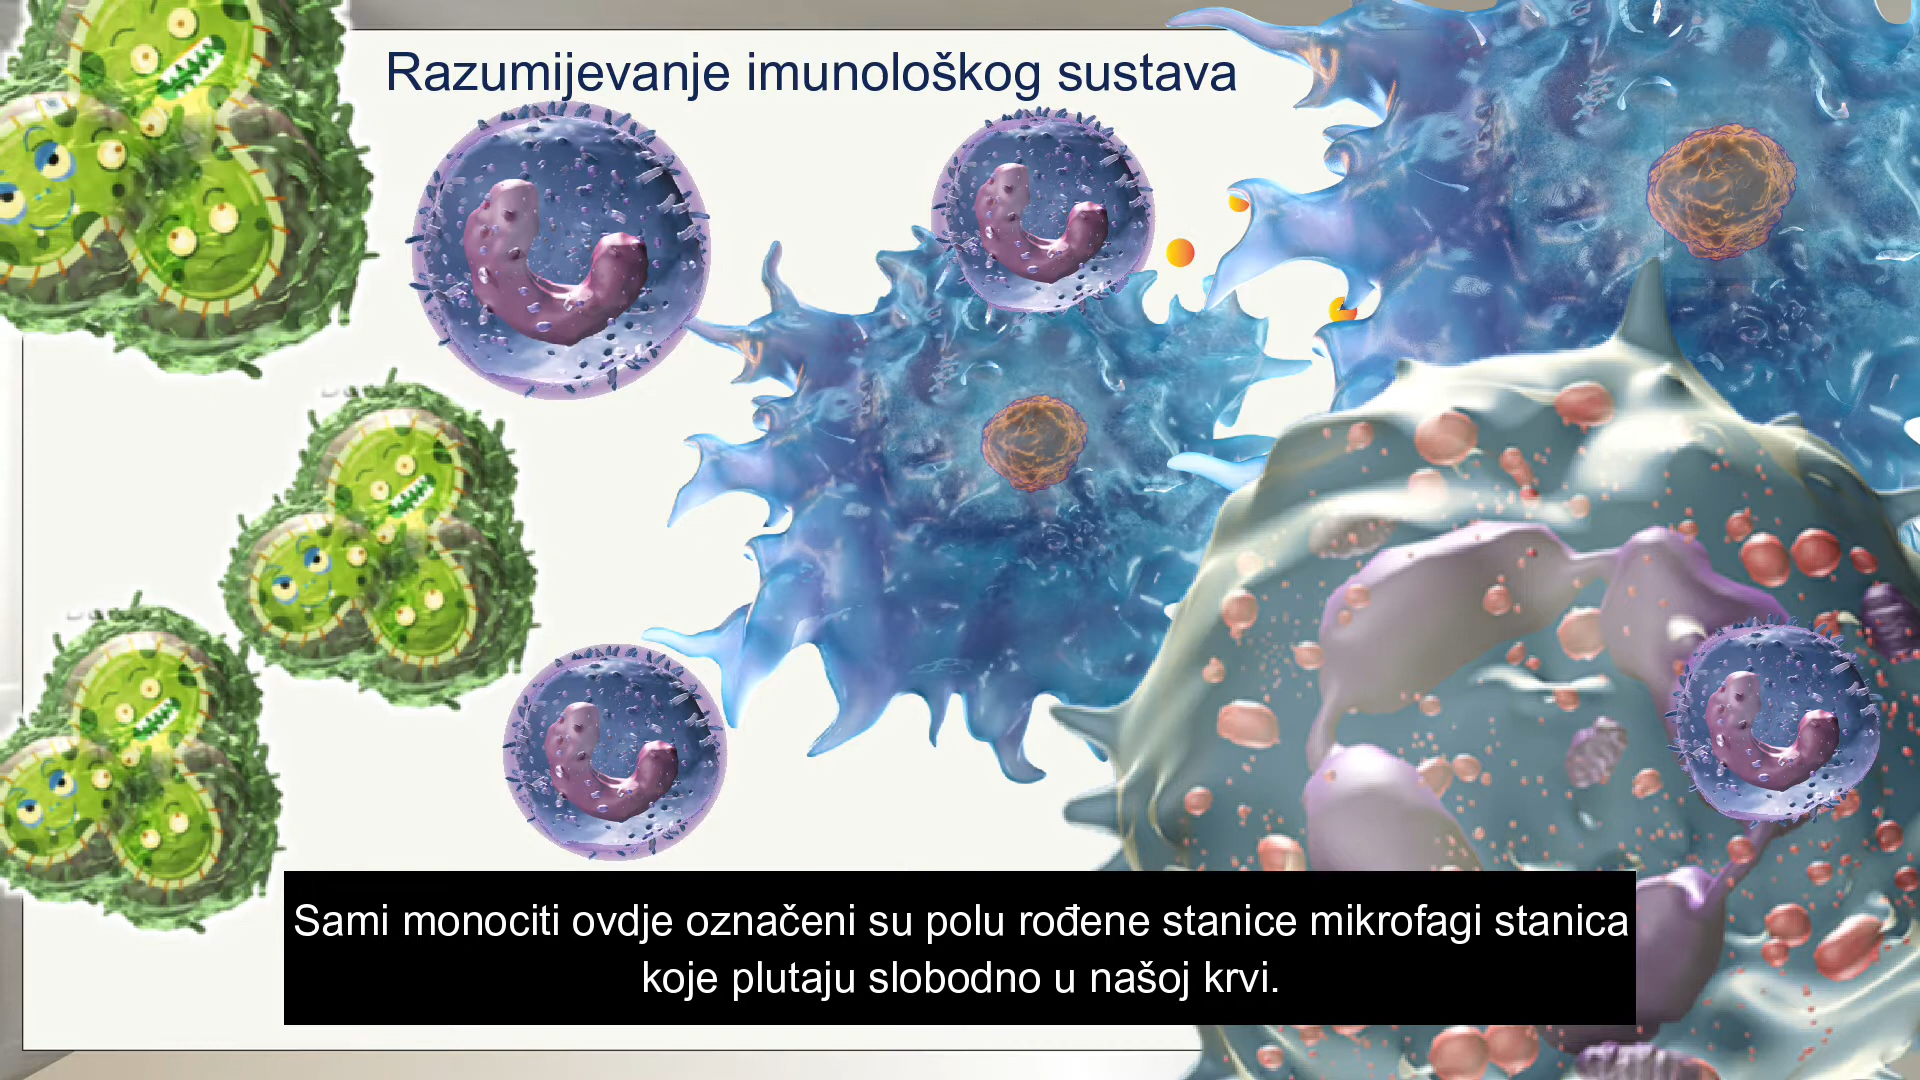 Razumijevanje imunološkog sustava
Sami monociti ovdje označeni su polu rođene stanice mikrofagi stanica
koje plutaju slobodno u našoj krvi.